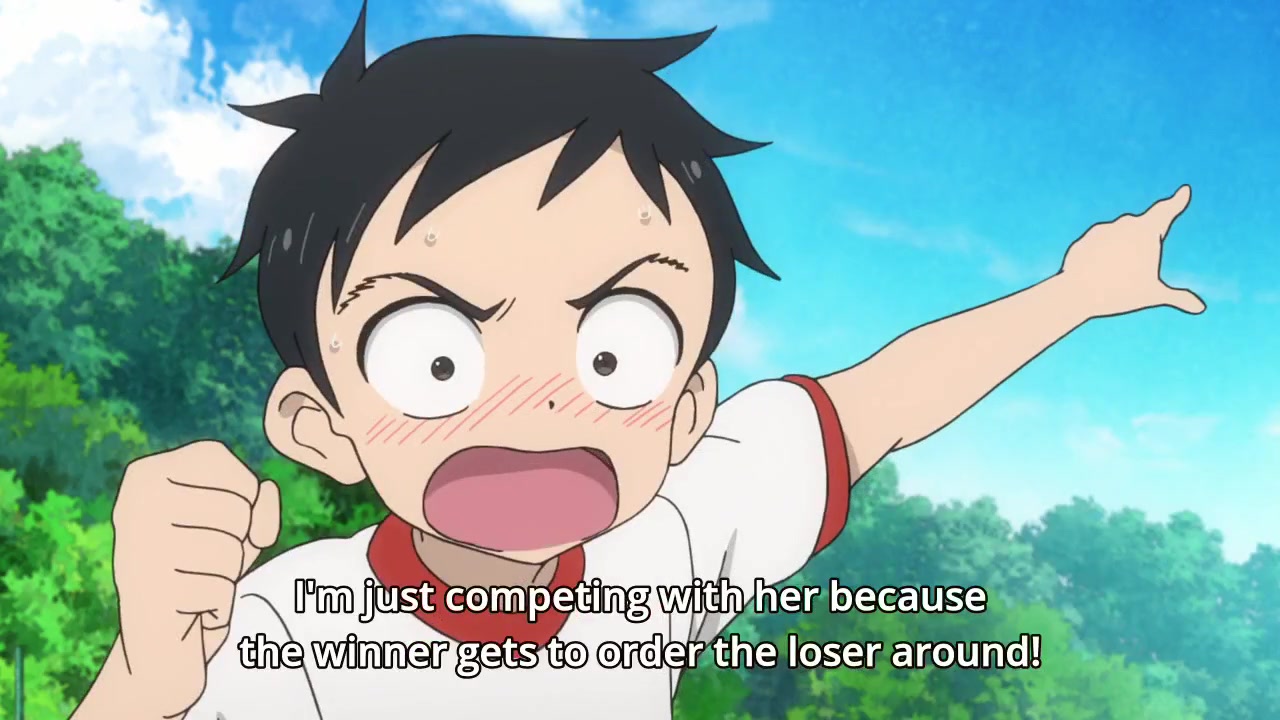 I'm just competing with her because
the winner gets to order the loser around!